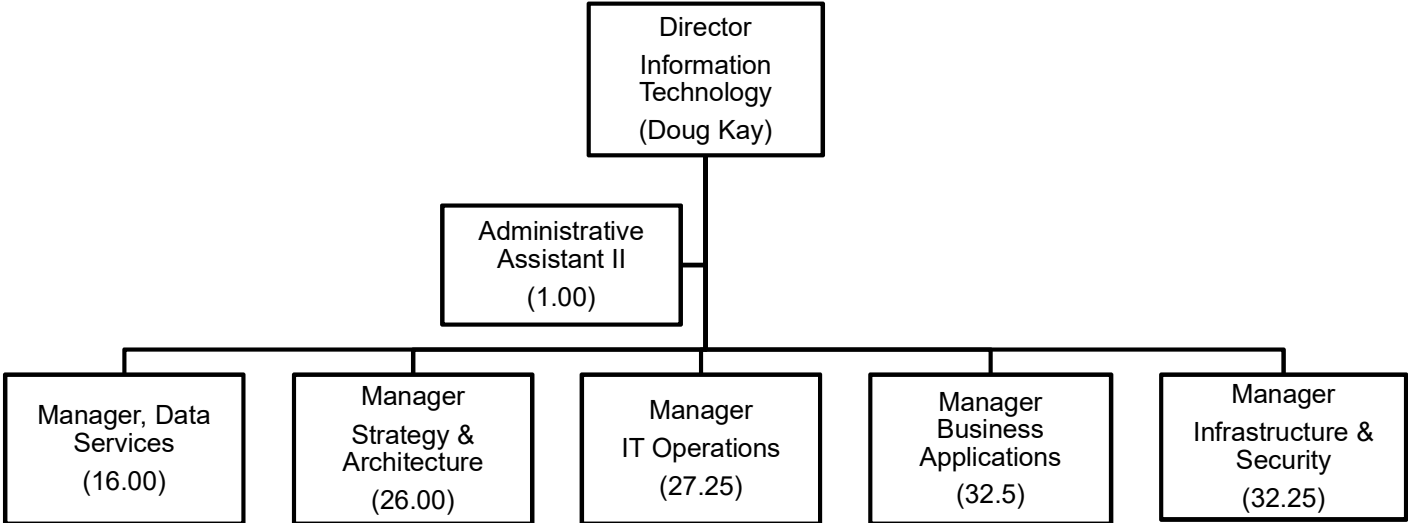 Director
Information
Technology
(Doug Kay)
Administrative
Assistant II
(1.00)
Manager, Data
Services
(16.00)
Manager
Strategy &
Architecture
(26.00)
Manager
IT Operations
(27.25)
Manager
Business
Applications
(32.5)
Manager
Infrastructure &
Security
(32.25)